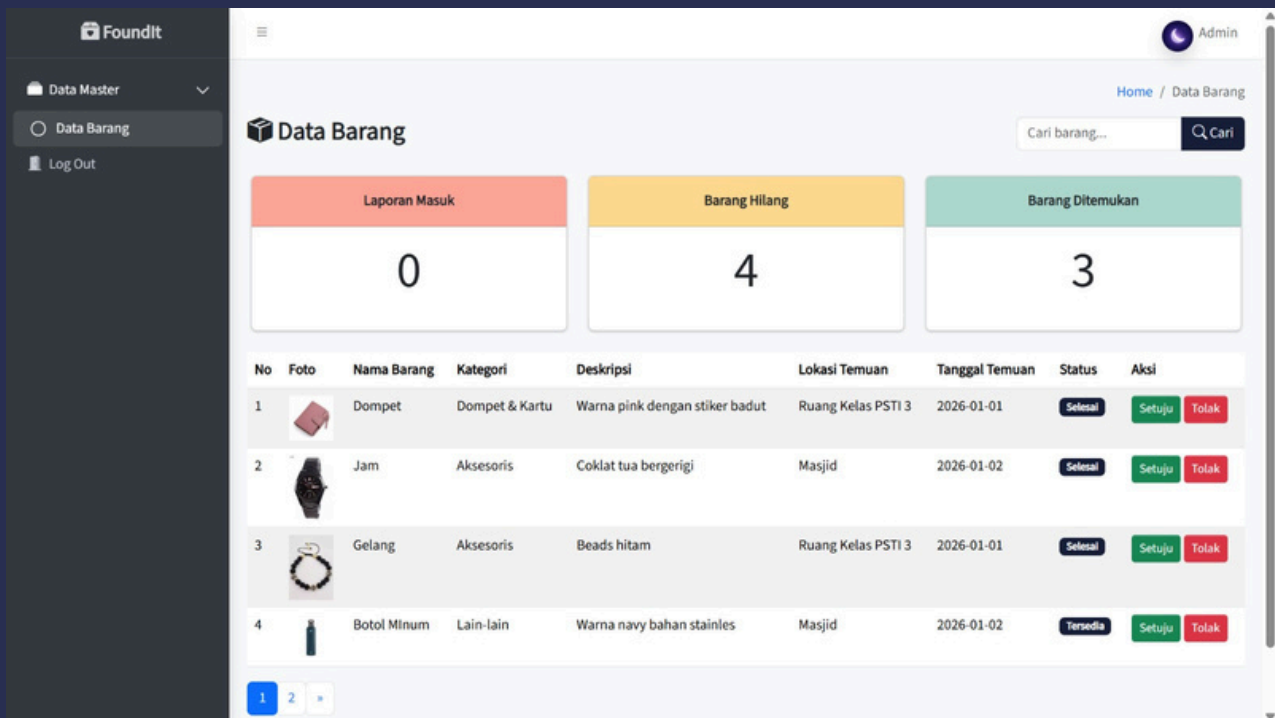 FoundIt
Admin
Data Master
Data Barang
Log Out
Home / Data Barang
Data Barang
Cari barang...
Cari
Laporan Masuk
0
Barang Hilang
4
Barang Ditemukan
3
No Foto Nama Barang Kategori Deskripsi Lokasi Temuan Tanggal Temuan Status Aksi
1 Dompet Dompet & Kartu Warna pink dengan stiker badut Ruang Kelas PSTI 3 2026-01-01 Selesai Setuju Tolak
2 Jam Aksesoris Coklat tua bergerigi Masjid 2026-01-02 Selesai Setuju Tolak
3 Gelang Aksesoris Beads hitam Ruang Kelas PSTI 3 2026-01-01 Selesai Setuju Tolak
4 Botol MInum Lain-lain Warna navy bahan stainles Masjid 2026-01-02 Tersedia Setuju Tolak
1 2 »